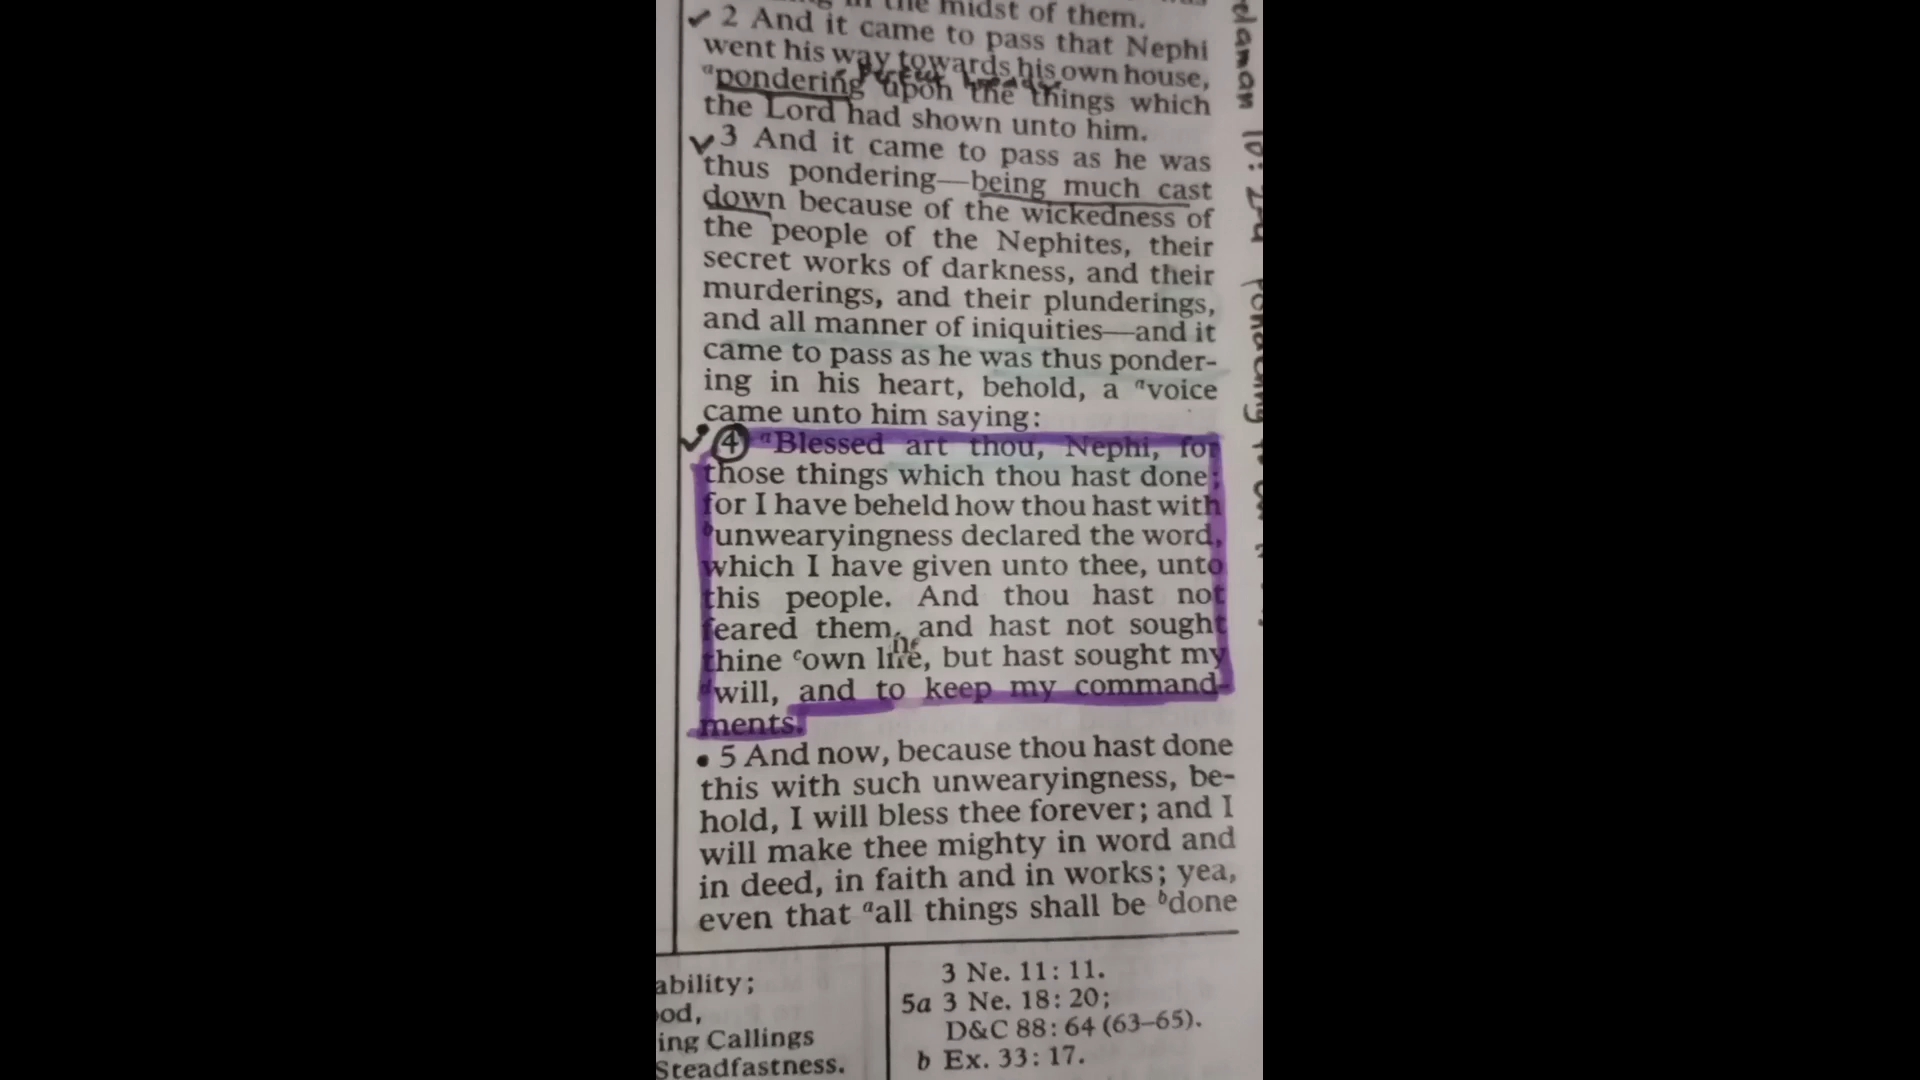 in the midst of them.
2 And it came to pass that Nephi
went his way towards his own house,
a pondering upon the things which
the Lord had shown unto him.
3 And it came to pass as he was
thus pondering—being much cast
down because of the wickedness of
the people of the Nephites, their
secret works of darkness, and their
murderings, and their plunderings,
and all manner of iniquities—and it
came to pass as he was thus ponder-
ing in his heart, behold, a a voice
came unto him saying:
4 a Blessed art thou, Nephi, for
those things which thou hast done;
for I have beheld how thou hast with
b unwearyingness declared the word,
which I have given unto thee, unto
this people. And thou hast not
feared them, and hast not sought
thine c own life, but hast sought my
d will, and to keep my command-
ments.
• 5 And now, because thou hast done
this with such unwearyingness, be-
hold, I will bless thee forever; and I
will make thee mighty in word and
in deed, in faith and in works; yea,
even that a all things shall be b done
ability;
od,
ing Callings
Steadfastness.
3 Ne. 11:11.
5a 3 Ne. 18:20;
D&C 88:64 (63–65).
b Ex. 33:17.
elaman 10:2-4 pondering to